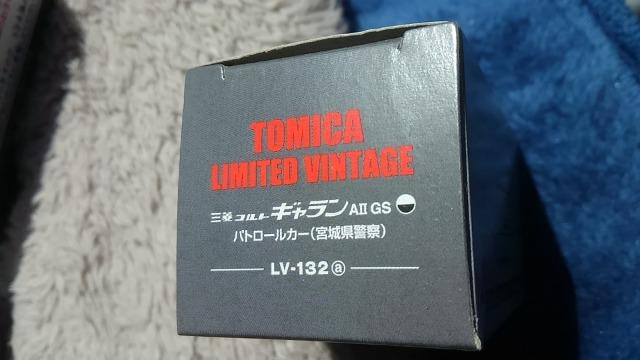 TOMICA
LIMITED VINTAGE
三菱 コルト ギャラン AII GS
パトロールカー(宮城県警察)
LV-132 ⓐ